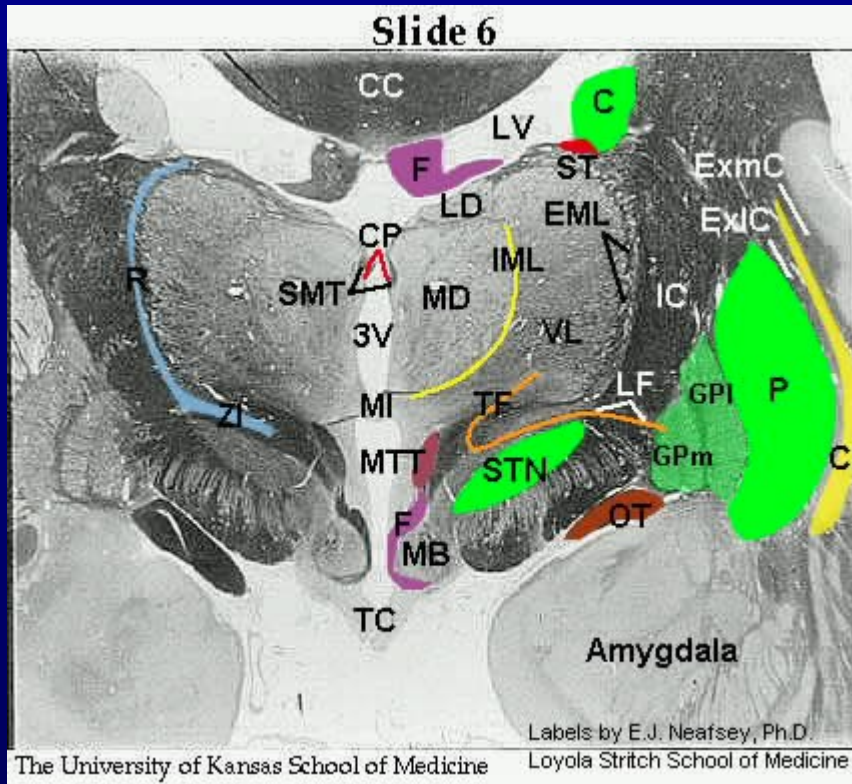 Slide 6
CC
C
LV
F
ST
ExmC
LD
EML
ExlC
CP
R
IML
SMT
MD
IC
3V
VL
LF
GPl
P
MI
TF
ZI
GPm
MTT
STN
C
F
OT
MB
TC
Amygdala
Labels by E.J. Neafsey, Ph.D.
The University of Kansas School of Medicine
Loyola Stritch School of Medicine